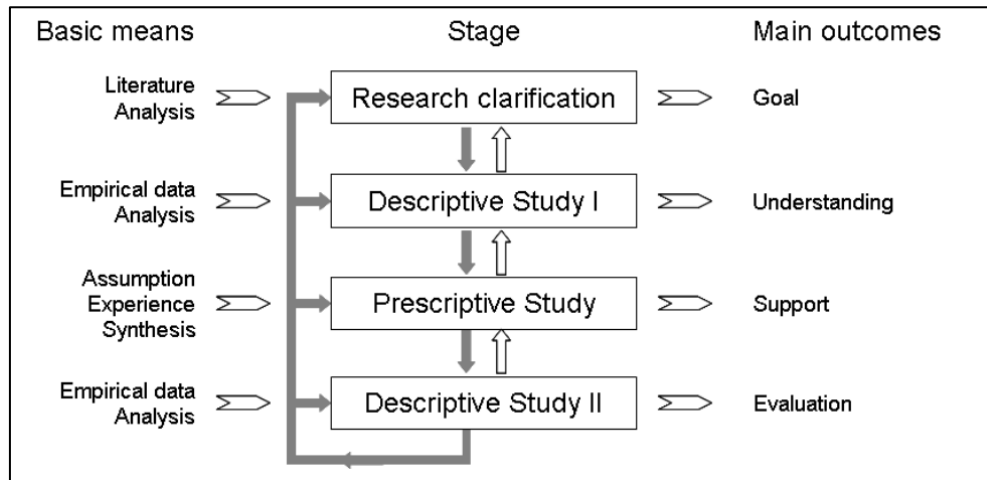 Basic means
Stage
Main outcomes
Literature
Analysis
Research clarification
Goal
Empirical data
Analysis
Descriptive Study I
Understanding
Assumption
Experience
Synthesis
Prescriptive Study
Support
Empirical data
Analysis
Descriptive Study II
Evaluation